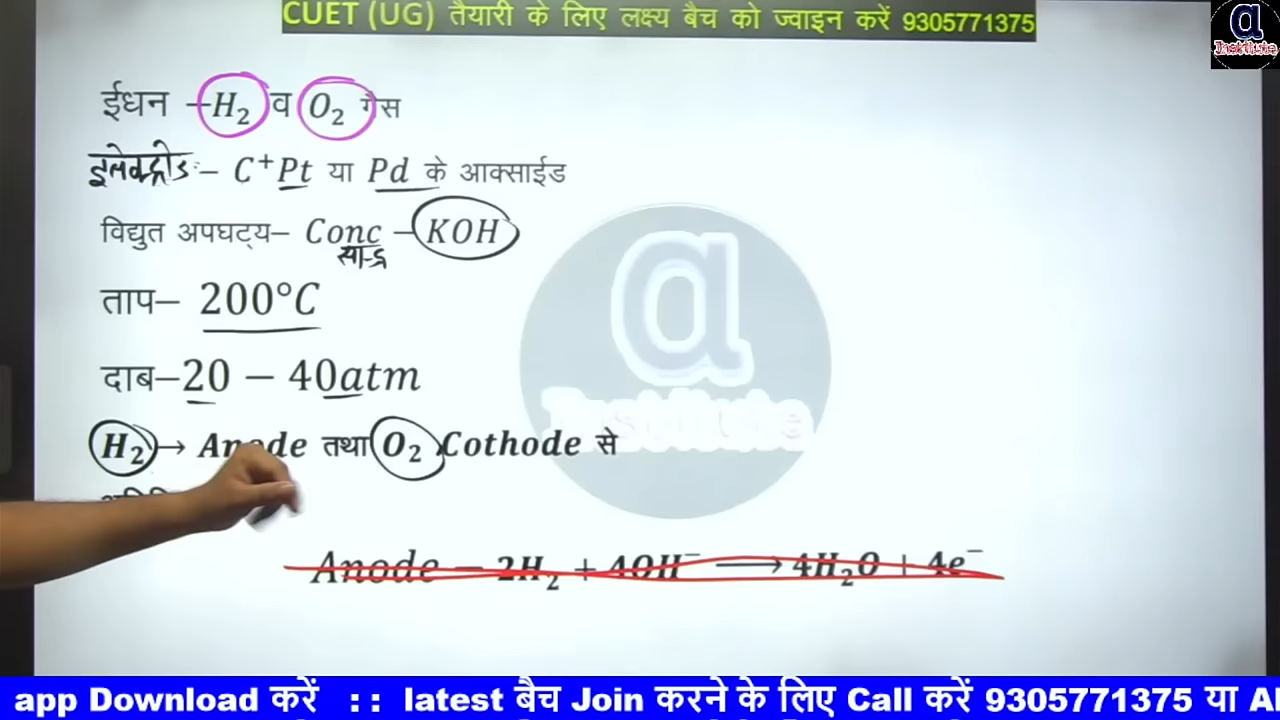 CUET (UG) तैयारी के लिए लक्ष्य बैच को ज्वाइन करें 9305771375
a
Institute
ईधन –H₂ व O₂ गैस
इलेक्ट्रोड:– C⁺Pt या Pd के आक्साईड
विद्युत अपघट्य– Conc –KOH
सान्द्र
ताप– 200°C
दाब–20 – 40atm
a
Institute
H₂→ Anode तथा O₂ Cothode से
Anode – 2H₂ + 4OH⁻ ⟶ 4H₂O + 4e⁻
app Download करें : : latest बैच Join करने के लिए Call करें 9305771375 या